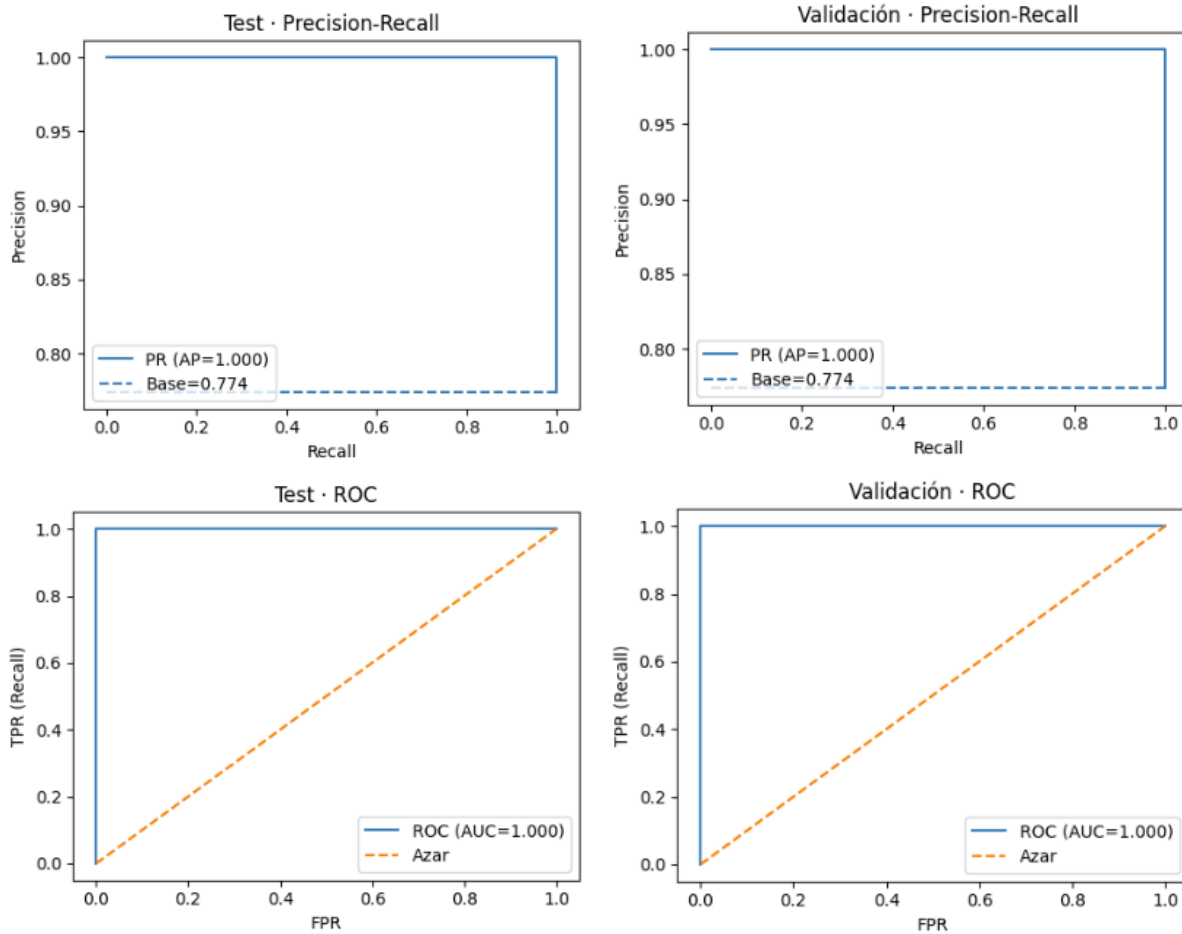 Test · Precision-Recall
1.00
0.95
0.90
0.85
0.80
Precision
PR (AP=1.000)
Base=0.774
0.0 0.2 0.4 0.6 0.8 1.0
Recall
Validación · Precision-Recall
1.00
0.95
0.90
0.85
0.80
Precision
PR (AP=1.000)
Base=0.774
0.0 0.2 0.4 0.6 0.8 1.0
Recall
Test · ROC
1.0
0.8
0.6
0.4
0.2
0.0
TPR (Recall)
ROC (AUC=1.000)
Azar
0.0 0.2 0.4 0.6 0.8 1.0
FPR
Validación · ROC
1.0
0.8
0.6
0.4
0.2
0.0
TPR (Recall)
ROC (AUC=1.000)
Azar
0.0 0.2 0.4 0.6 0.8 1.0
FPR